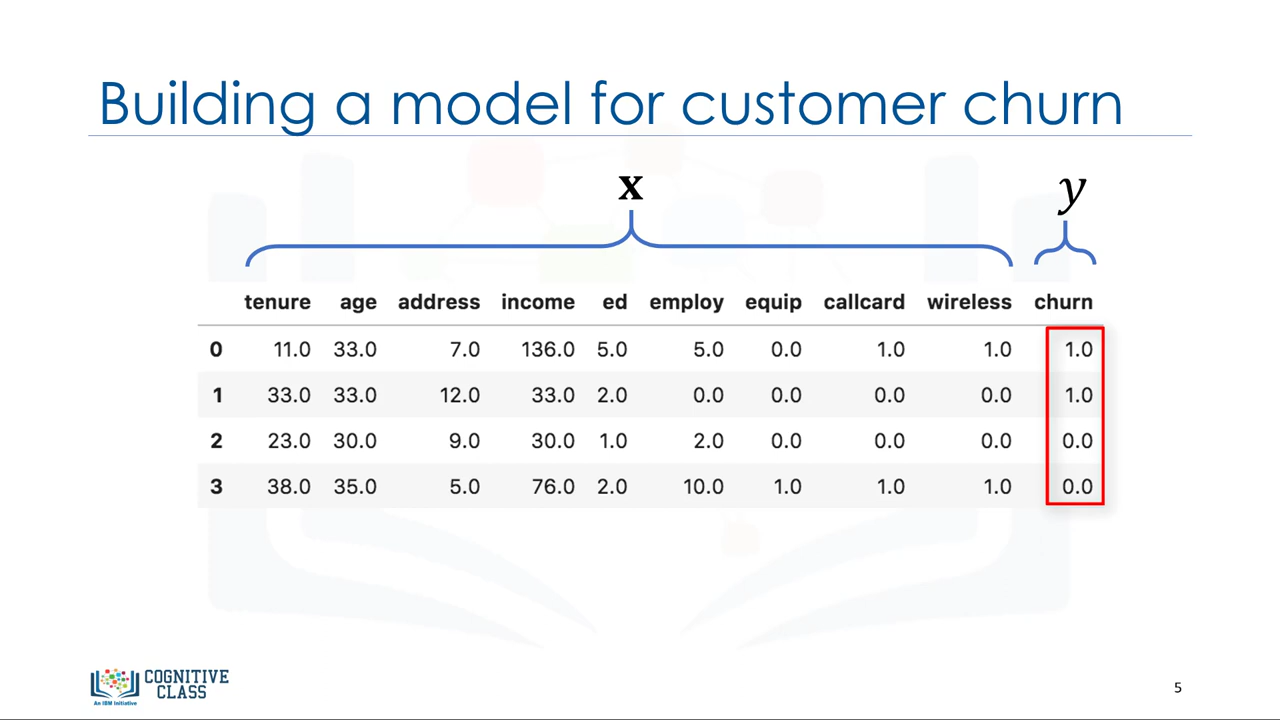 Building a model for customer churn
x y
tenure age address income ed employ equip callcard wireless churn
0 11.0 33.0 7.0 136.0 5.0 5.0 0.0 1.0 1.0 1.0
1 33.0 33.0 12.0 33.0 2.0 0.0 0.0 0.0 0.0 1.0
2 23.0 30.0 9.0 30.0 1.0 2.0 0.0 0.0 0.0 0.0
3 38.0 35.0 5.0 76.0 2.0 10.0 1.0 1.0 1.0 0.0
COGNITIVE
CLASS
An IBM Initiative
5